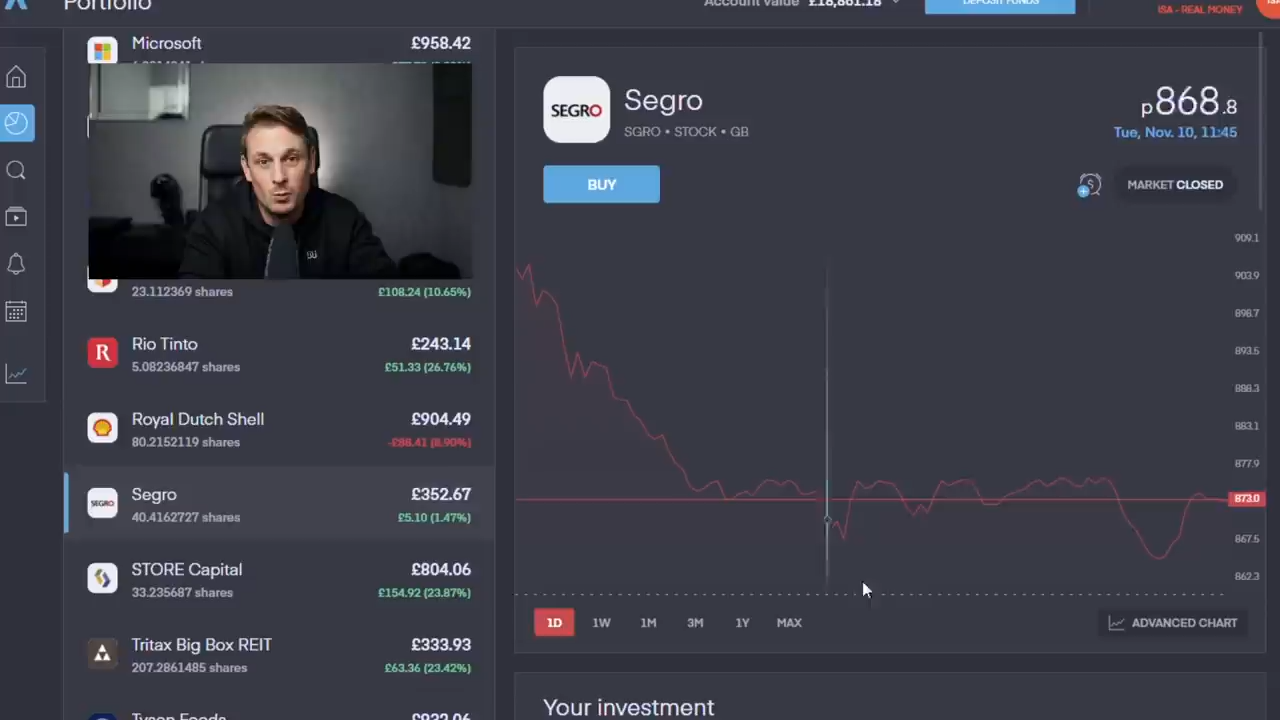 Portfolio
Account value £18,861.18
DEPOSIT FUNDS
ISA - REAL MONEY
Microsoft
£958.42
23.112369 shares
£108.24 (10.65%)
R
Rio Tinto
£243.14
5.08236847 shares
£51.33 (26.76%)
Royal Dutch Shell
£904.49
80.2152119 shares
-£88.41 (8.90%)
SEGRO
Segro
£352.67
40.4162727 shares
£5.10 (1.47%)
STORE Capital
£804.06
33.235687 shares
£154.92 (23.87%)
Tritax Big Box REIT
£333.93
207.2861485 shares
£63.36 (23.42%)
Tyson Foods
SEGRO
Segro
SGRO • STOCK • GB
p868.8
Tue, Nov. 10, 11:45
BUY
MARKET CLOSED
909.1
903.9
898.7
893.5
888.3
883.1
877.9
873.0
867.5
862.3
1D 1W 1M 3M 1Y MAX
ADVANCED CHART
Your investment